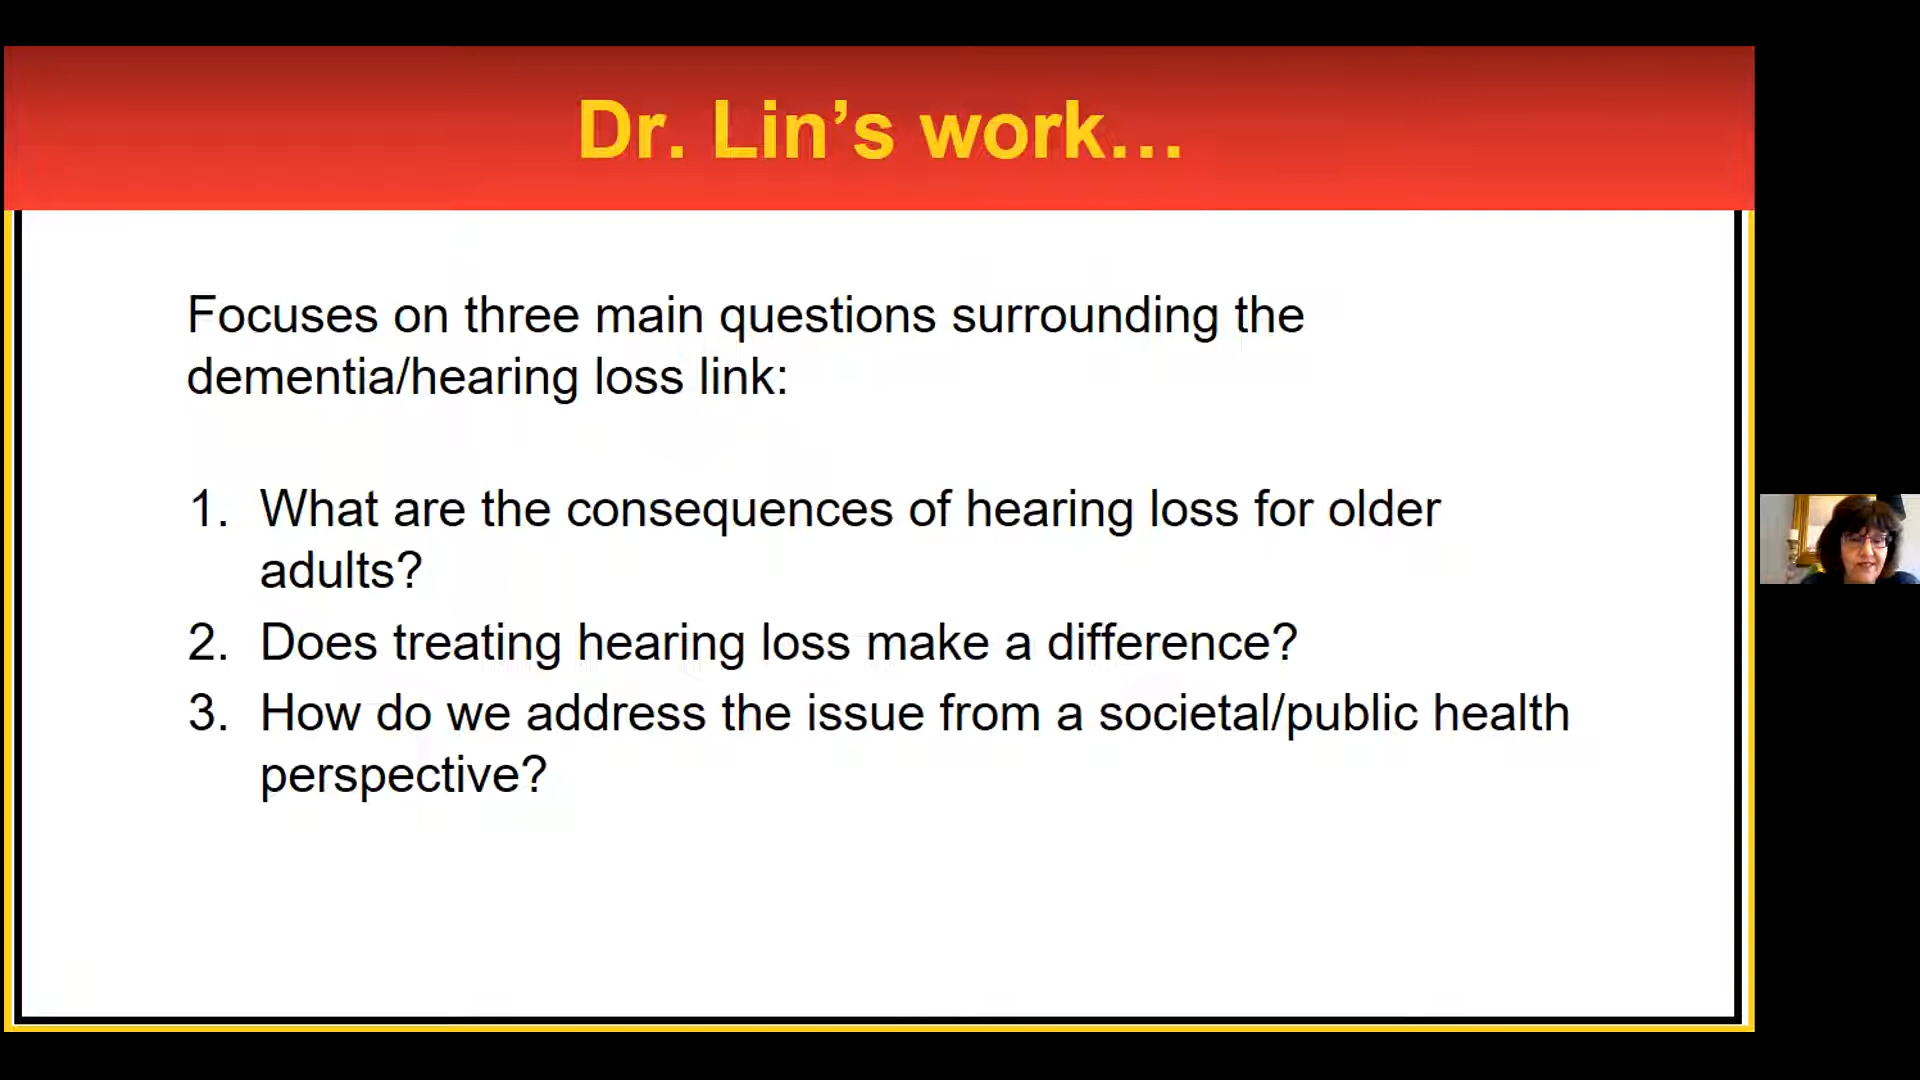 Dr. Lin’s work…
Focuses on three main questions surrounding the
dementia/hearing loss link:
1. What are the consequences of hearing loss for older
adults?
2. Does treating hearing loss make a difference?
3. How do we address the issue from a societal/public health
perspective?